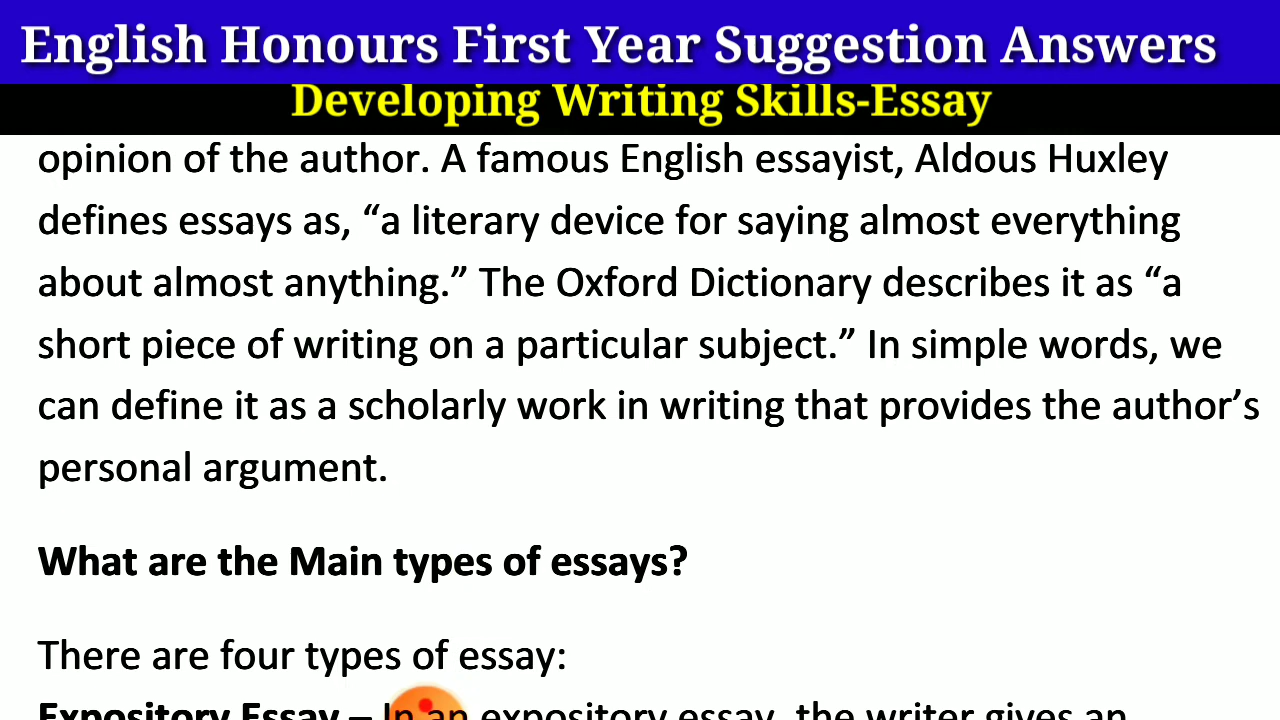 English Honours First Year Suggestion Answers
Developing Writing Skills-Essay
opinion of the author. A famous English essayist, Aldous Huxley
defines essays as, “a literary device for saying almost everything
about almost anything.” The Oxford Dictionary describes it as “a
short piece of writing on a particular subject.” In simple words, we
can define it as a scholarly work in writing that provides the author’s
personal argument.
What are the Main types of essays?
There are four types of essay:
Expository Essay – In an expository essay, the writer gives an